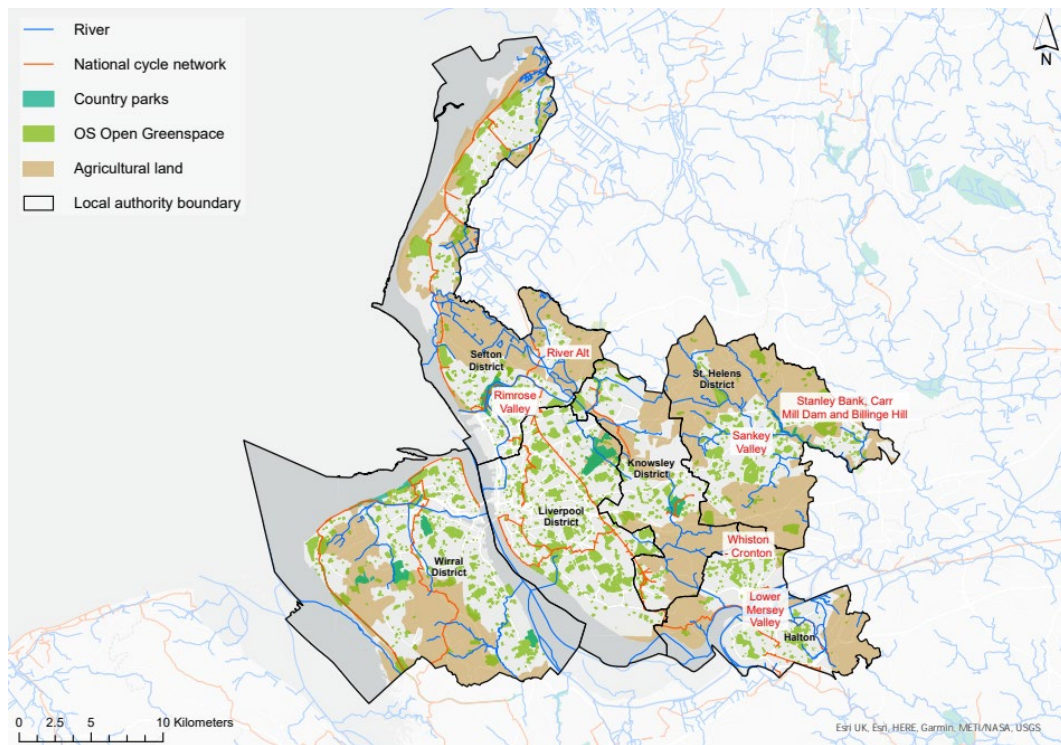 River
National cycle network
Country parks
OS Open Greenspace
Agricultural land
Local authority boundary
N
Sefton
District
River Alt
Rimrose
Valley
St. Helens
District
Stanley Bank, Carr
Mill Dam and Billinge Hill
Sankey
Valley
Knowsley
District
Liverpool
District
Whiston
- Cronton
Wirral
District
Lower
Mersey
Valley
Halton
0 2.5 5 10 Kilometers
Esri UK, Esri, HERE, Garmin, METI/NASA, USGS